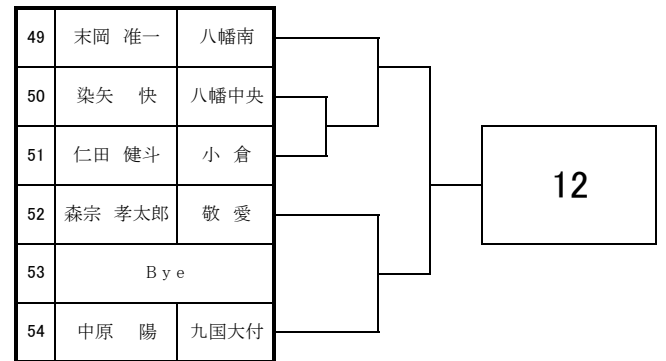 49 末岡 准一 八幡南
50 染矢 快 八幡中央
51 仁田 健斗 小 倉
52 森宗 孝太郎 敬 愛
53 Bye
54 中原 陽 九国大付
12